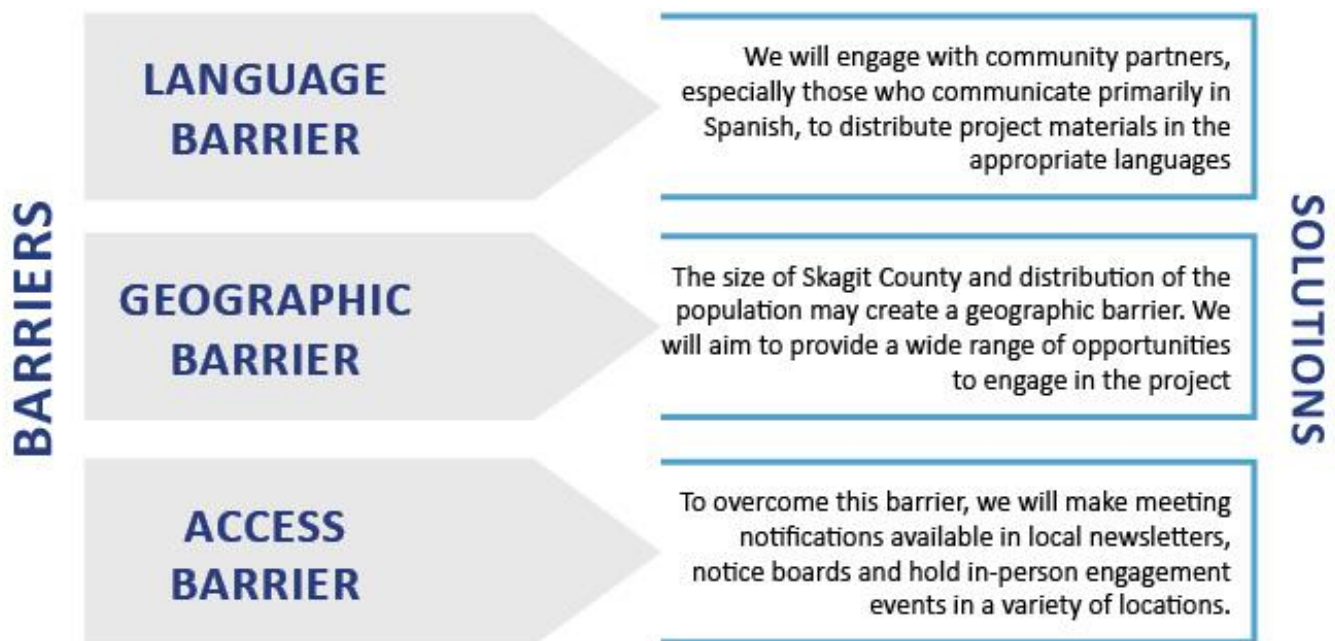 BARRIERS
LANGUAGE
BARRIER
We will engage with community partners,
especially those who communicate primarily in
Spanish, to distribute project materials in the
appropriate languages
GEOGRAPHIC
BARRIER
The size of Skagit County and distribution of the
population may create a geographic barrier. We
will aim to provide a wide range of opportunities
to engage in the project
ACCESS
BARRIER
To overcome this barrier, we will make meeting
notifications available in local newsletters,
notice boards and hold in-person engagement
events in a variety of locations.
SOLUTIONS